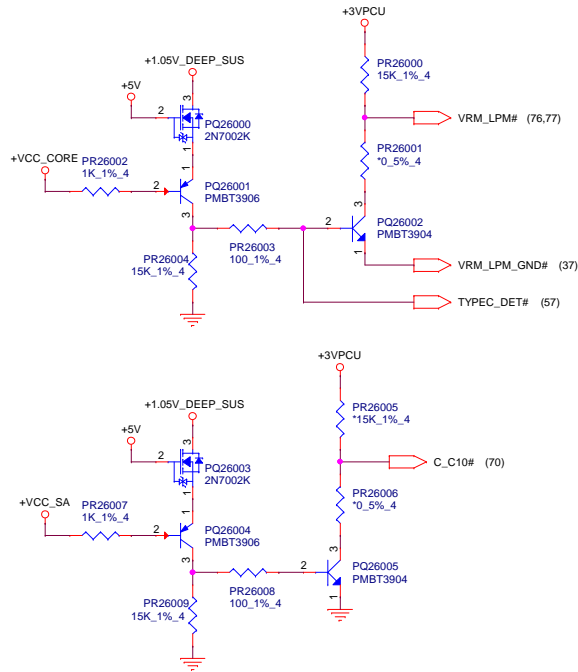 +3VPCU
+1.05V_DEEP_SUS
+5V
PR26000
15K_1%_4
3
2
PQ26000
2N7002K
VRM_LPM# (76,77)
1
PR26001
*0_5%_4
+VCC_CORE
PR26002
1K_1%_4
1
2
PQ26001
PMBT3906
3
3
2
PQ26002
PMBT3904
PR26003
100_1%_4
1
PR26004
15K_1%_4
VRM_LPM_GND# (37)
TYPEC_DET# (57)
+3VPCU
+1.05V_DEEP_SUS
PR26005
*15K_1%_4
+5V
3
2
PQ26003
2N7002K
C_C10# (70)
1
PR26006
*0_5%_4
+VCC_SA
PR26007
1K_1%_4
1
2
PQ26004
PMBT3906
3
3
2
PQ26005
PMBT3904
PR26008
100_1%_4
1
PR26009
15K_1%_4